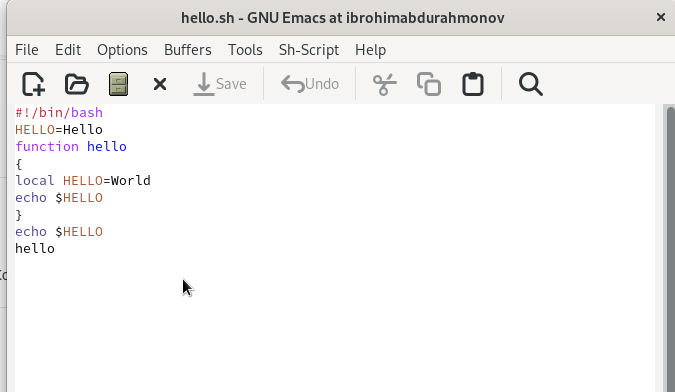 hello.sh - GNU Emacs at ibrohimabdurahmonov ×
File Edit Options Buffers Tools Sh-Script Help
Save Undo
#!/bin/bash
HELLO=Hello
function hello
{
local HELLO=World
echo $HELLO
}
echo $HELLO
hello